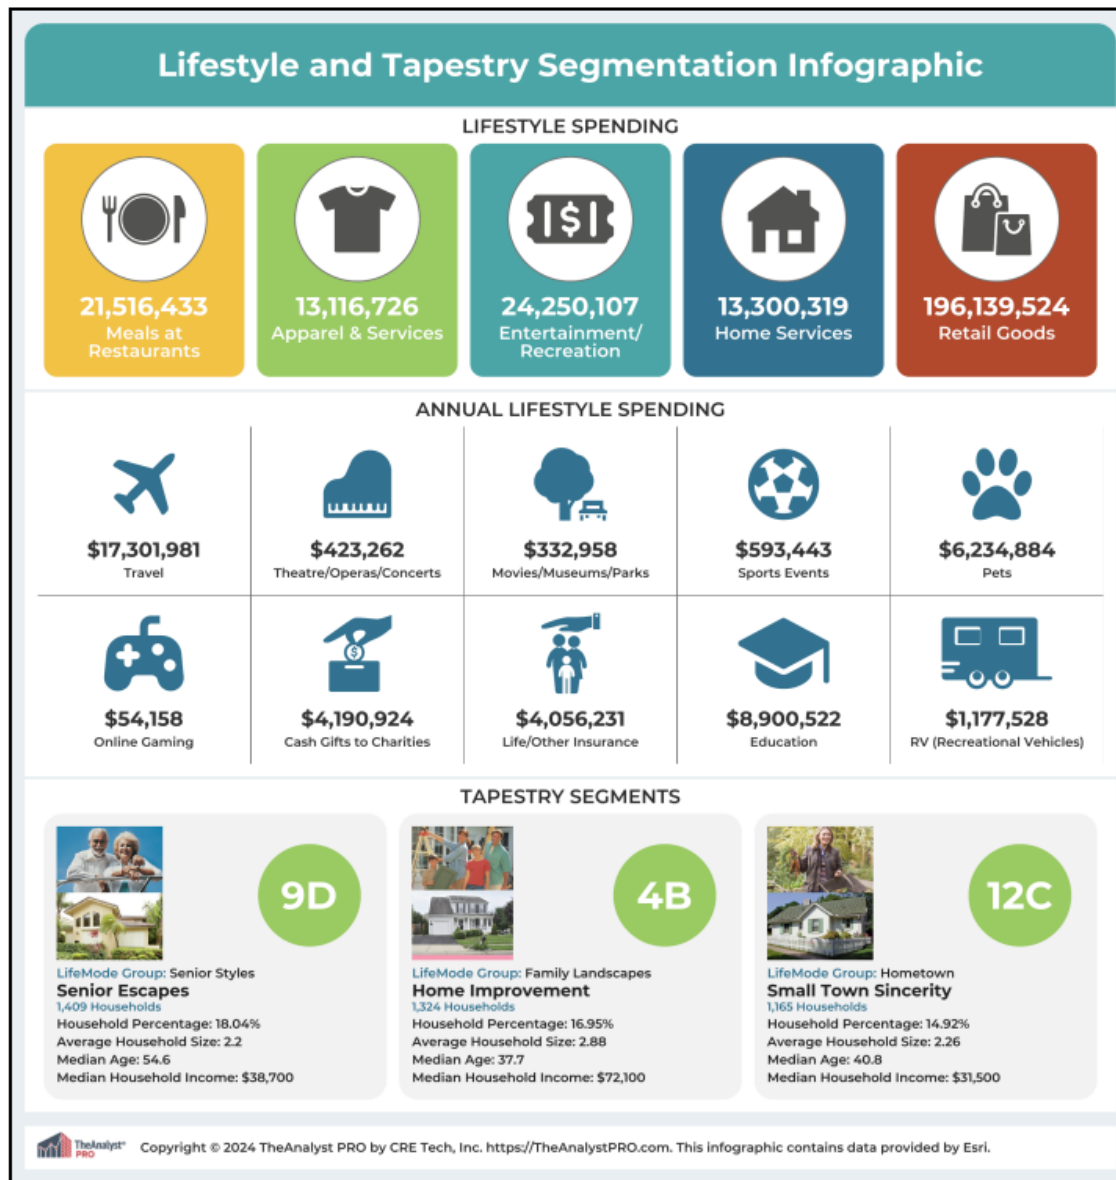 Lifestyle and Tapestry Segmentation Infographic
LIFESTYLE SPENDING
21,516,433
Meals at
Restaurants
13,116,726
Apparel & Services
24,250,107
Entertainment/
Recreation
13,300,319
Home Services
196,139,524
Retail Goods
ANNUAL LIFESTYLE SPENDING
$17,301,981
Travel
$423,262
Theatre/Operas/Concerts
$332,958
Movies/Museums/Parks
$593,443
Sports Events
$6,234,884
Pets
$54,158
Online Gaming
$4,190,924
Cash Gifts to Charities
$4,056,231
Life/Other Insurance
$8,900,522
Education
$1,177,528
RV (Recreational Vehicles)
TAPESTRY SEGMENTS
9D
LifeMode Group: Senior Styles
Senior Escapes
1,409 Households
Household Percentage: 18.04%
Average Household Size: 2.2
Median Age: 54.6
Median Household Income: $38,700
4B
LifeMode Group: Family Landscapes
Home Improvement
1,324 Households
Household Percentage: 16.95%
Average Household Size: 2.88
Median Age: 37.7
Median Household Income: $72,100
12C
LifeMode Group: Hometown
Small Town Sincerity
1,165 Households
Household Percentage: 14.92%
Average Household Size: 2.26
Median Age: 40.8
Median Household Income: $31,500
TheAnalyst®
PRO
Copyright © 2024 TheAnalyst PRO by CRE Tech, Inc. https://TheAnalystPRO.com. This infographic contains data provided by Esri.